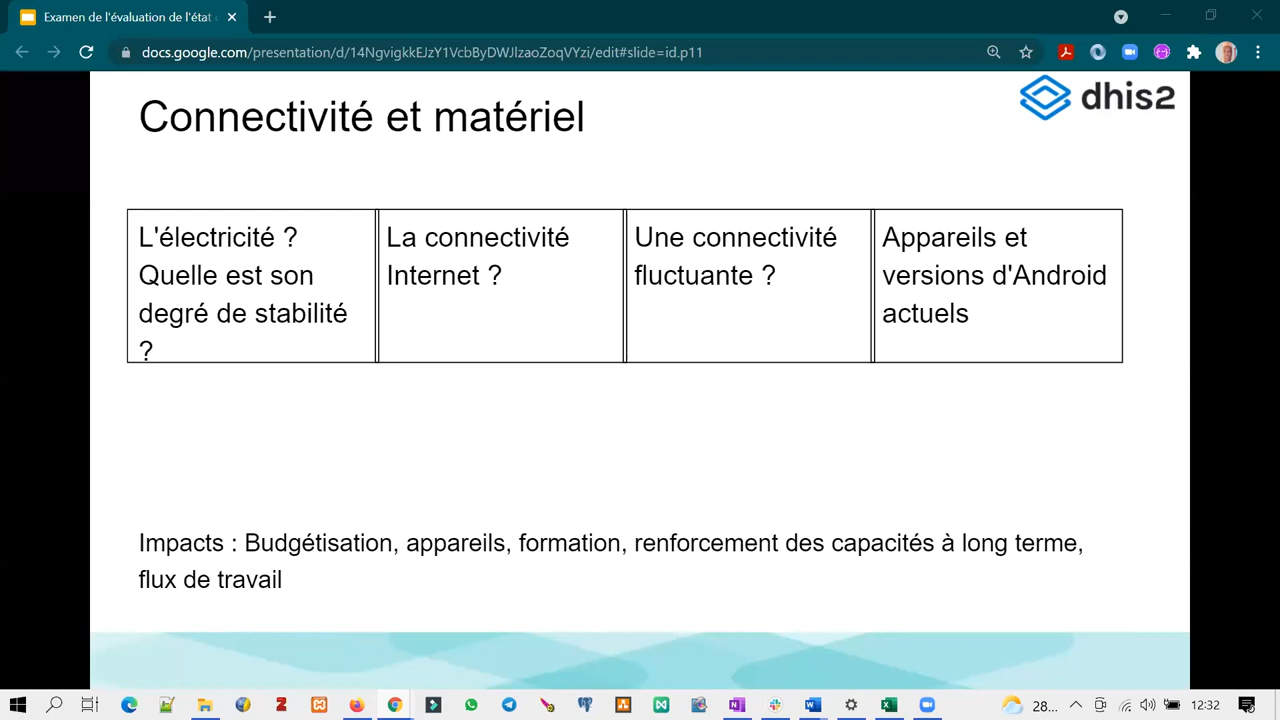 Examen de l'évaluation de l'état
docs.google.com/presentation/d/14NgvigkkEJzY1VcbByDWJlzaoZoqVYzi/edit#slide=id.p11
Connectivité et matériel
dhis2
L'électricité ?
Quelle est son
degré de stabilité
?
La connectivité
Internet ?
Une connectivité
fluctuante ?
Appareils et
versions d'Android
actuels
Impacts : Budgétisation, appareils, formation, renforcement des capacités à long terme,
flux de travail
28...
12:32